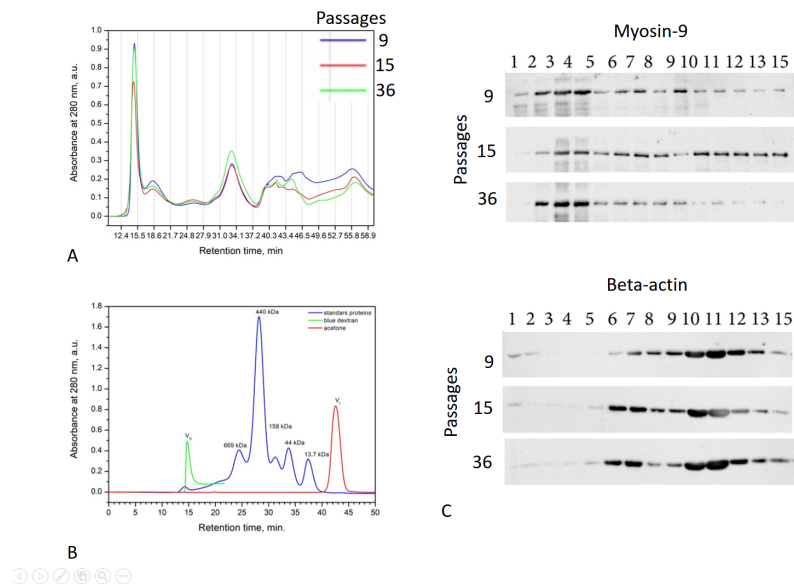 Passages
9
15
36
Absorbance at 280 nm, a.u.
1.0
0.9
0.8
0.7
0.6
0.5
0.4
0.3
0.2
0.1
0.0
12.4 15.5 18.6 21.7 24.8 27.9 31.0 34.1 37.2 40.3 43.4 46.5 49.6 52.7 55.8 58.9
Retention time, min
A
Absorbance at 280 nm, a.u.
1.8
1.6
1.4
1.2
1.0
0.8
0.6
0.4
0.2
0.0
standars proteins
blue dextran
acetone
440 kDa
V0
669 kDa
158 kDa
44 kDa
13.7 kDa
0 5 10 15 20 25 30 35 40 45 50
Retention time, min.
B
Myosin-9
1 2 3 4 5 6 7 8 9 10 11 12 13 15
Passages
9
15
36
Beta-actin
1 2 3 4 5 6 7 8 9 10 11 12 13 15
Passages
9
15
36
C